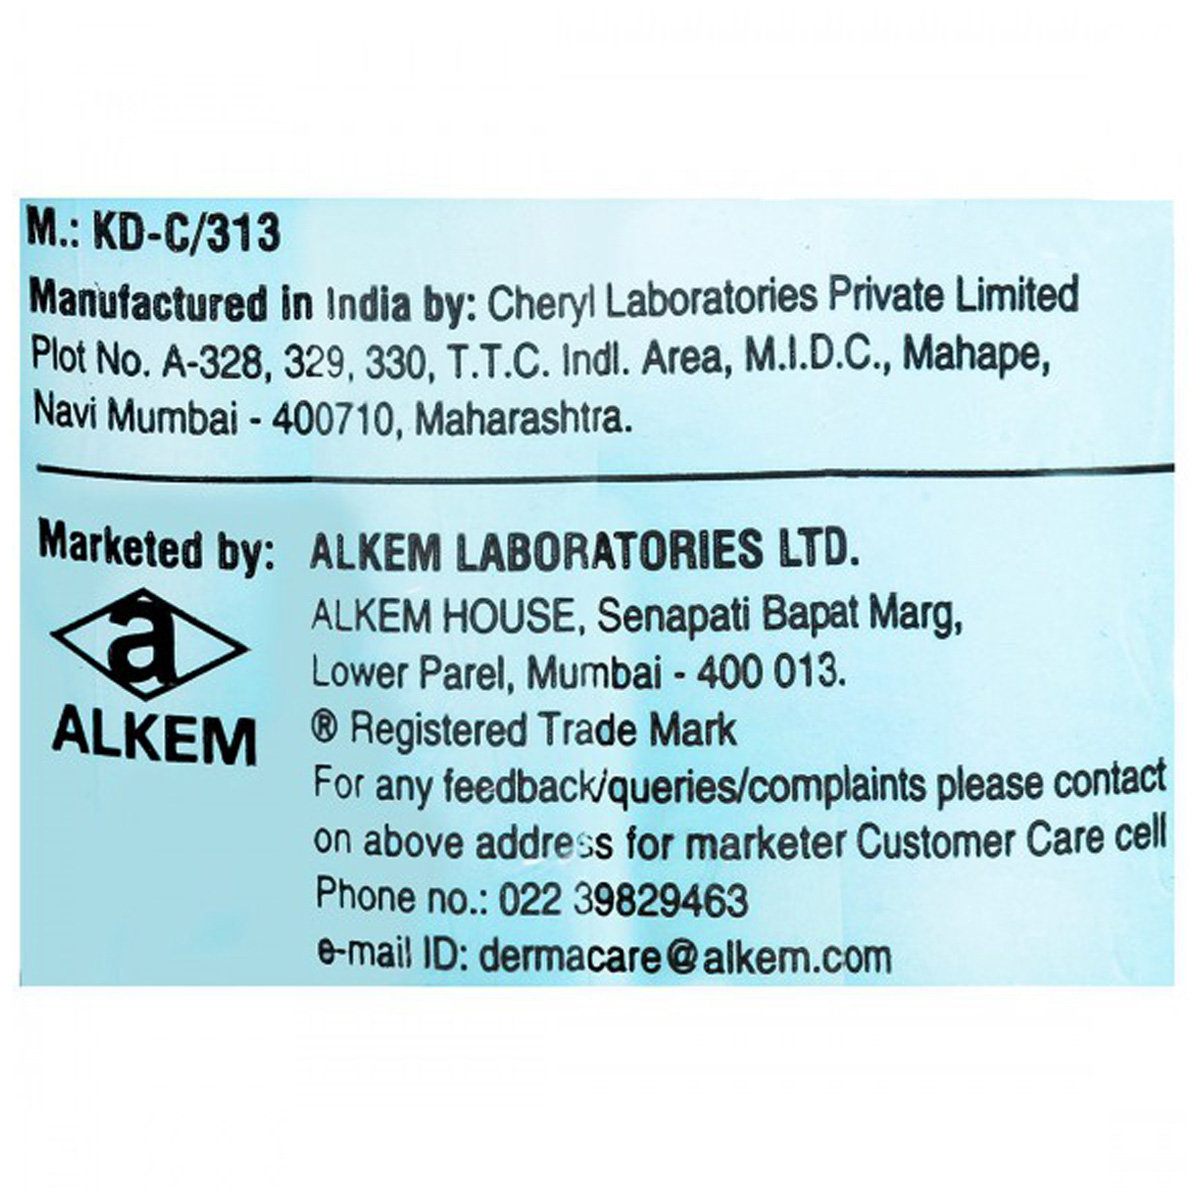 M.: KD-C/313
Manufactured in India by: Cheryl Laboratories Private Limited
Plot No. A-328, 329, 330, T.T.C. Indl. Area, M.I.D.C., Mahape,
Navi Mumbai - 400710, Maharashtra.
Marketed by: ALKEM LABORATORIES LTD.
a
ALKEM
ALKEM HOUSE, Senapati Bapat Marg,
Lower Parel, Mumbai - 400 013.
® Registered Trade Mark
For any feedback/queries/complaints please contact
on above address for marketer Customer Care cell
Phone no.: 022 39829463
e-mail ID: dermacare@alkem.com